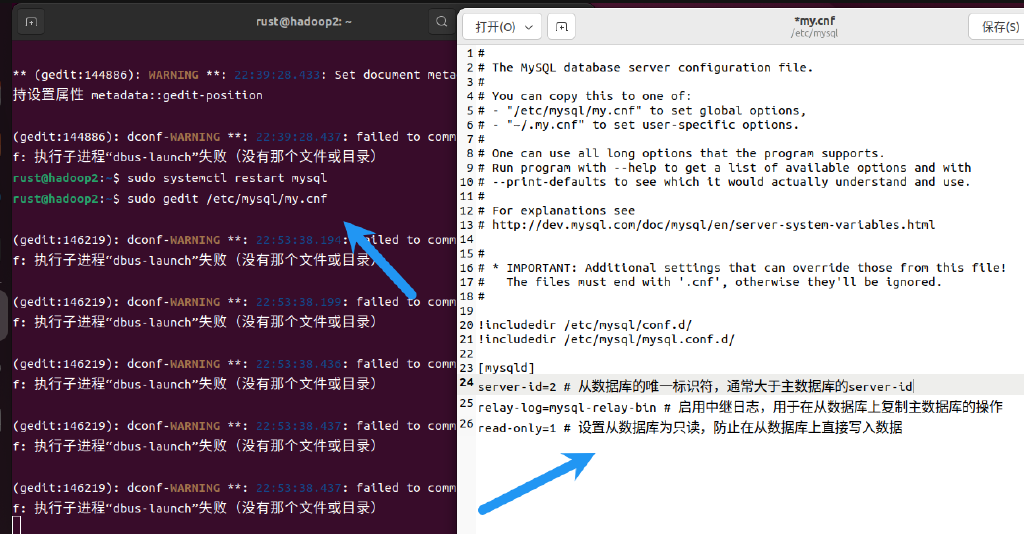 rust@hadoop2: ~
** (gedit:144886): WARNING **: 22:39:28.433: Set document meta
持设置属性 metadata::gedit-position
(gedit:144886): dconf-WARNING **: 22:39:28.437: failed to comm
f: 执行子进程“dbus-launch”失败（没有那个文件或目录）
rust@hadoop2:~$ sudo systemctl restart mysql
rust@hadoop2:~$ sudo gedit /etc/mysql/my.cnf
(gedit:146219): dconf-WARNING **: 22:53:38.194: failed to comm
f: 执行子进程“dbus-launch”失败（没有那个文件或目录）
(gedit:146219): dconf-WARNING **: 22:53:38.199: failed to comm
f: 执行子进程“dbus-launch”失败（没有那个文件或目录）
(gedit:146219): dconf-WARNING **: 22:53:38.436: failed to comm
f: 执行子进程“dbus-launch”失败（没有那个文件或目录）
(gedit:146219): dconf-WARNING **: 22:53:38.437: failed to comm
f: 执行子进程“dbus-launch”失败（没有那个文件或目录）
(gedit:146219): dconf-WARNING **: 22:53:38.437: failed to comm
f: 执行子进程“dbus-launch”失败（没有那个文件或目录）
打开(O)
*my.cnf
/etc/mysql
保存(S)
1 #
2 # The MySQL database server configuration file.
3 #
4 # You can copy this to one of:
5 # - "/etc/mysql/my.cnf" to set global options,
6 # - "~/.my.cnf" to set user-specific options.
7 #
8 # One can use all long options that the program supports.
9 # Run program with --help to get a list of available options and with
10 # --print-defaults to see which it would actually understand and use.
11 #
12 # For explanations see
13 # http://dev.mysql.com/doc/mysql/en/server-system-variables.html
14
15 #
16 # * IMPORTANT: Additional settings that can override those from this file!
17 #   The files must end with '.cnf', otherwise they'll be ignored.
18 #
19
20 !includedir /etc/mysql/conf.d/
21 !includedir /etc/mysql/mysql.conf.d/
22
23 [mysqld]
24 server-id=2 # 从数据库的唯一标识符，通常大于主数据库的server-id
25 relay-log=mysql-relay-bin # 启用中继日志，用于在从数据库上复制主数据库的操作
26 read-only=1 # 设置从数据库为只读，防止在从数据库上直接写入数据